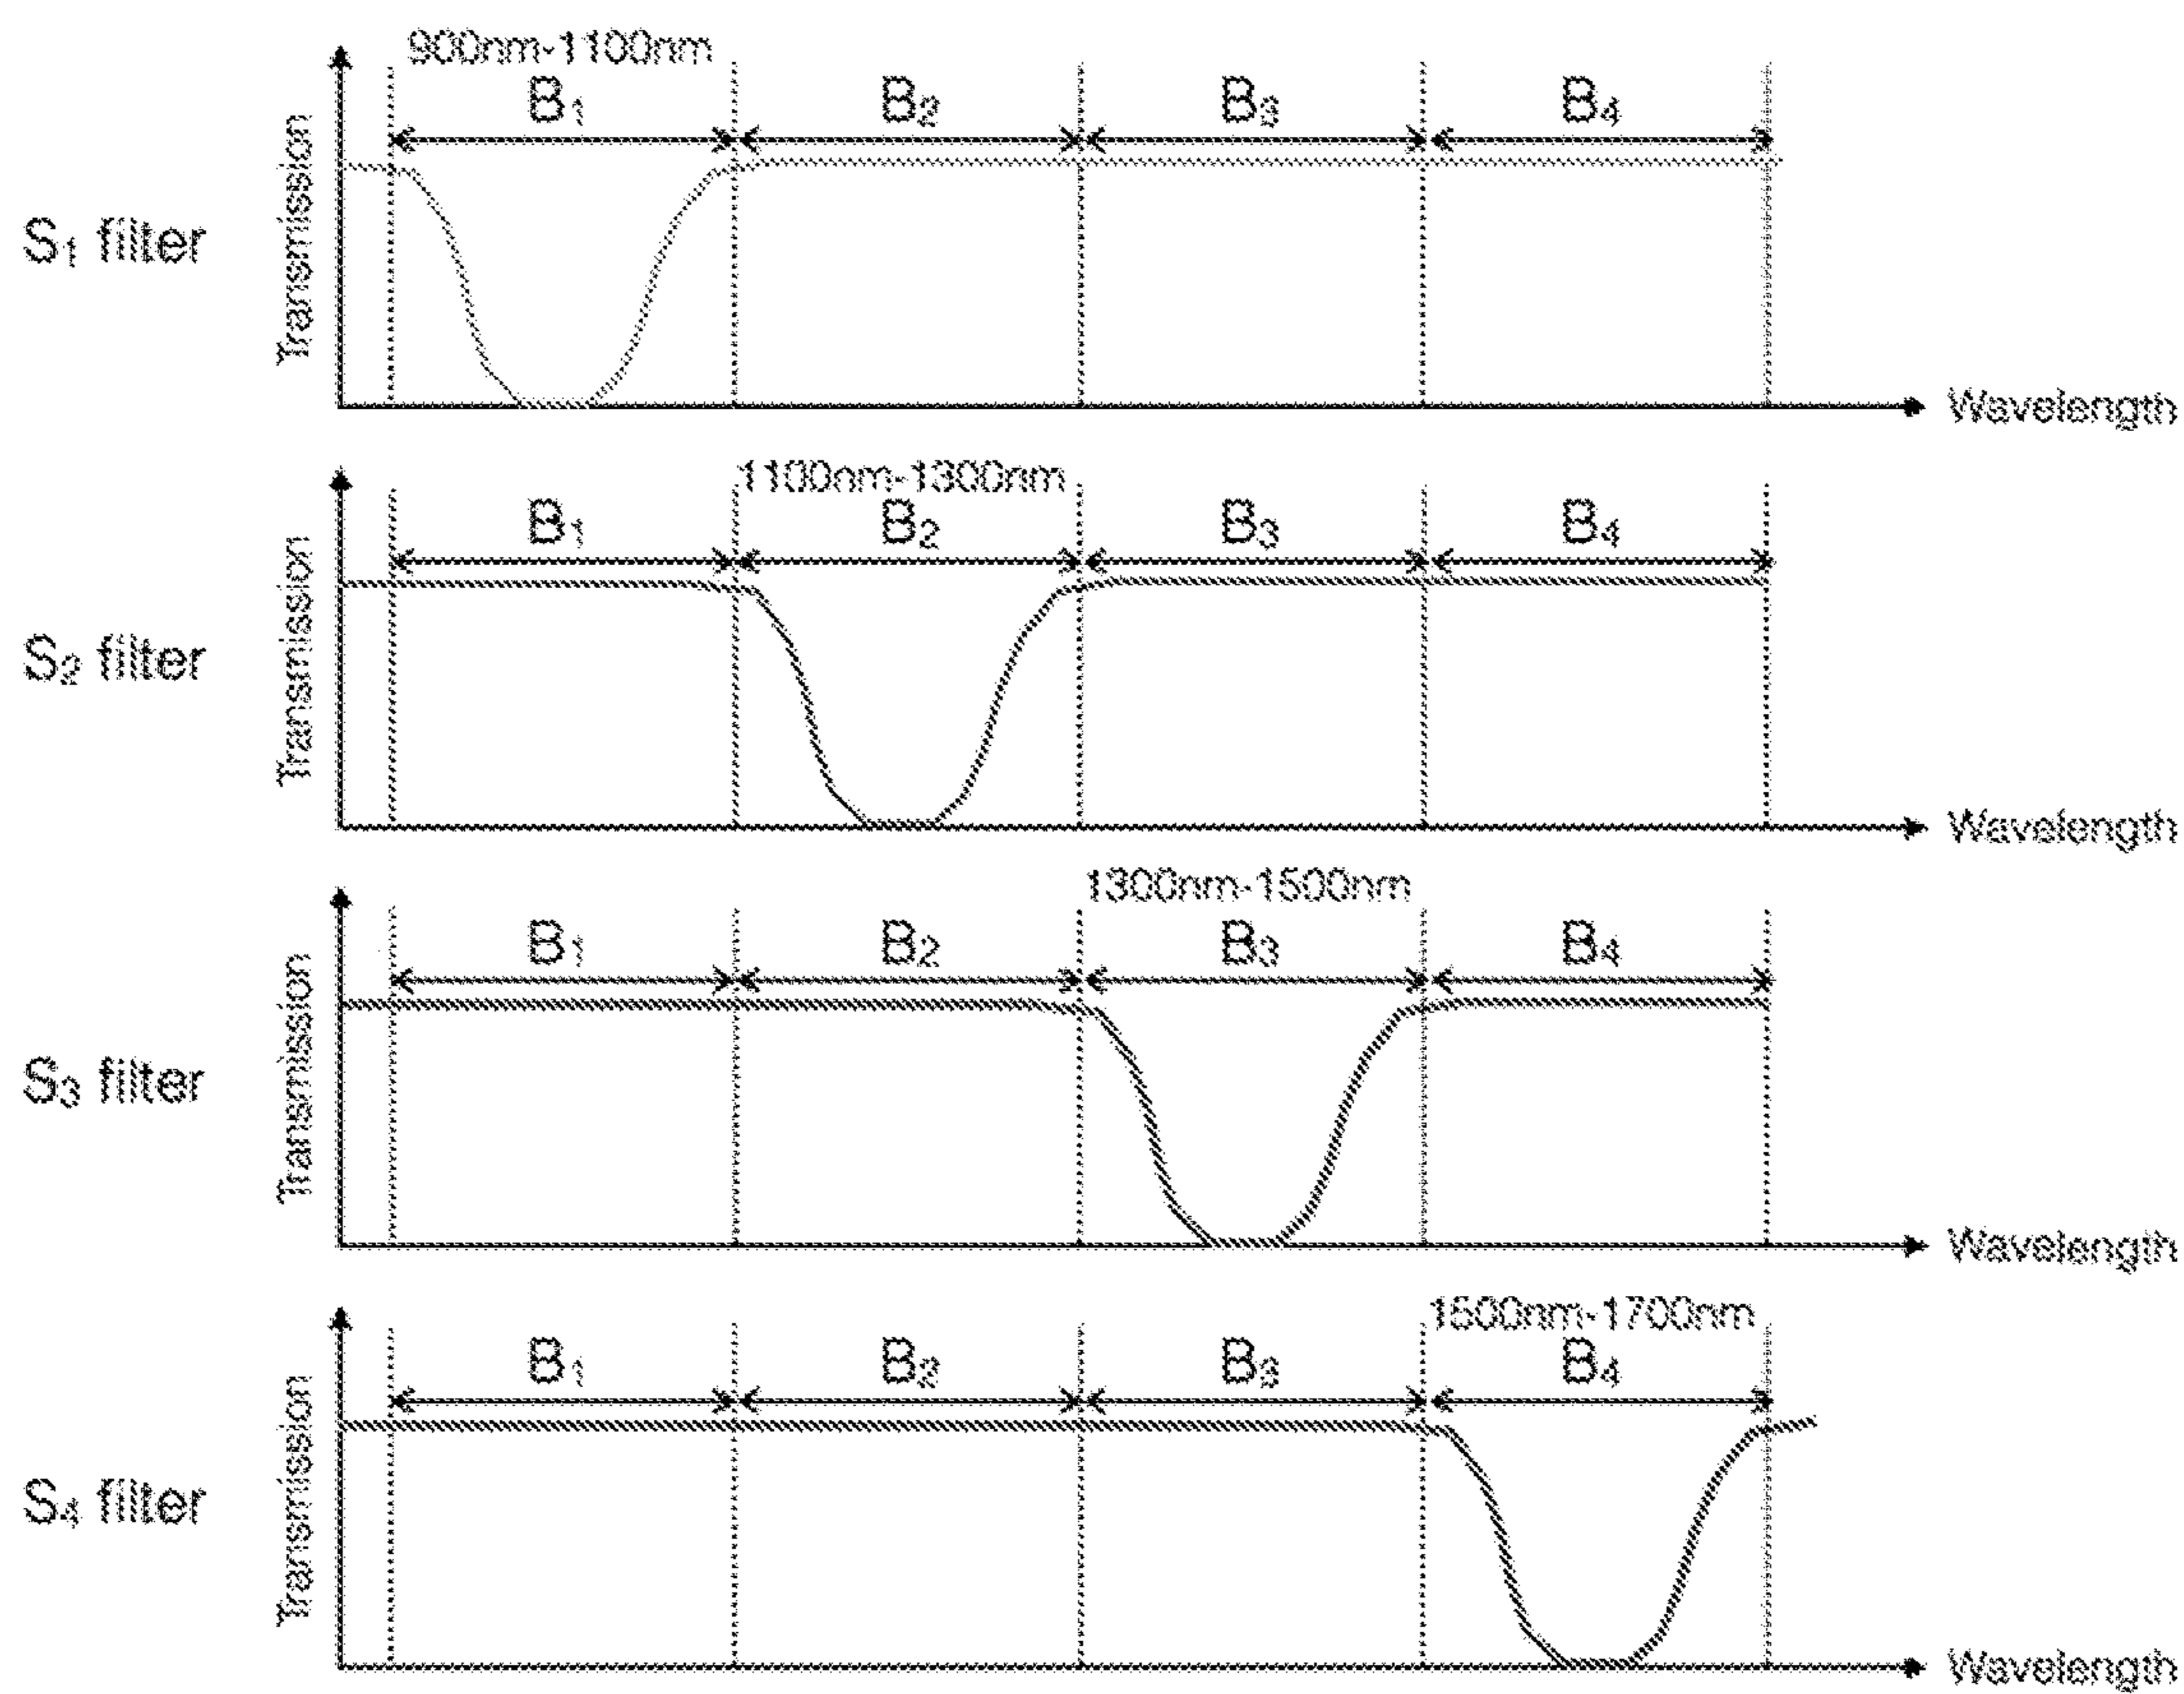 900nm-1100nm
B₁ B₂ B₃ B₄
Transmission
S₁ filter
Wavelength
1100nm-1300nm
B₁ B₂ B₃ B₄
Transmission
S₂ filter
Wavelength
1300nm-1500nm
B₁ B₂ B₃ B₄
Transmission
S₃ filter
Wavelength
1500nm-1700nm
B₁ B₂ B₃ B₄
Transmission
S₄ filter
Wavelength